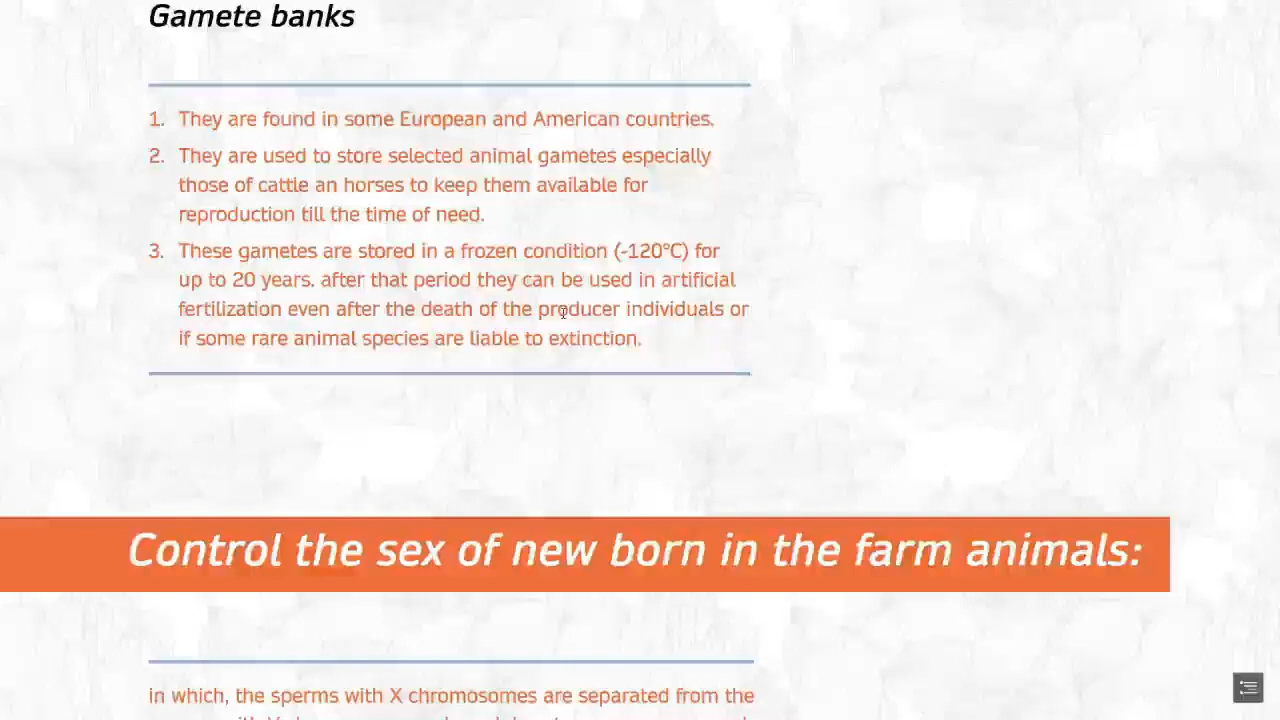 Gamete banks
1. They are found in some European and American countries.
2. They are used to store selected animal gametes especially
those of cattle an horses to keep them available for
reproduction till the time of need.
3. These gametes are stored in a frozen condition (-120°C) for
up to 20 years. after that period they can be used in artificial
fertilization even after the death of the producer individuals or
if some rare animal species are liable to extinction.
Control the sex of new born in the farm animals:
in which, the sperms with X chromosomes are separated from the